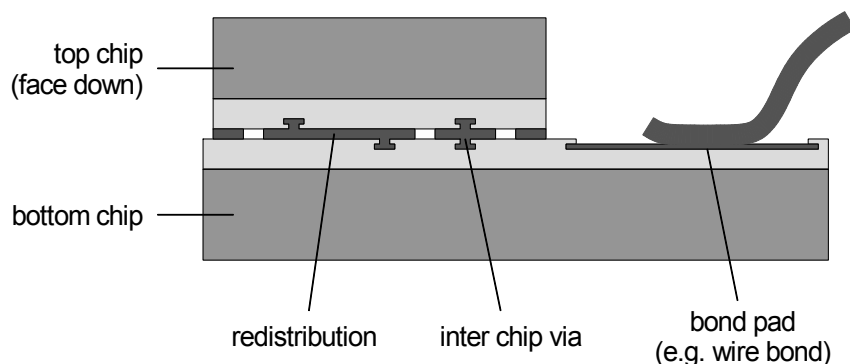 top chip
(face down)
bottom chip
redistribution
inter chip via
bond pad
(e.g. wire bond)